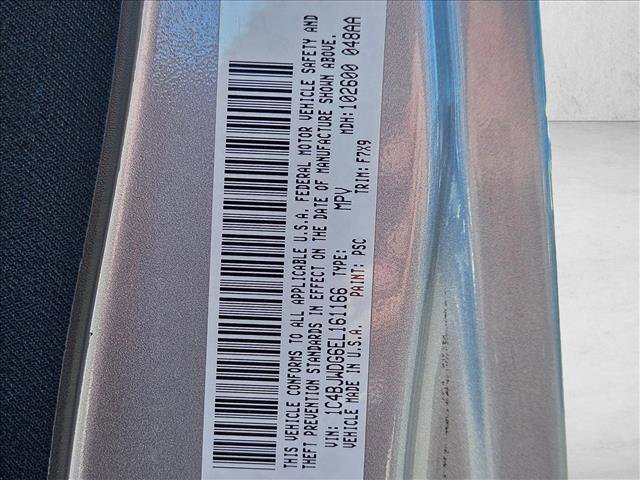 THIS VEHICLE CONFORMS TO ALL APPLICABLE U.S.A. FEDERAL MOTOR VEHICLE SAFETY AND
THEFT PREVENTION STANDARDS IN EFFECT ON THE DATE OF MANUFACTURE SHOWN ABOVE.
VIN: 1C4BJWDG6EL161166 TYPE: MPV MDH: 102600 048AA
VEHICLE MADE IN U.S.A. PAINT: PSC TRIM: F7X9